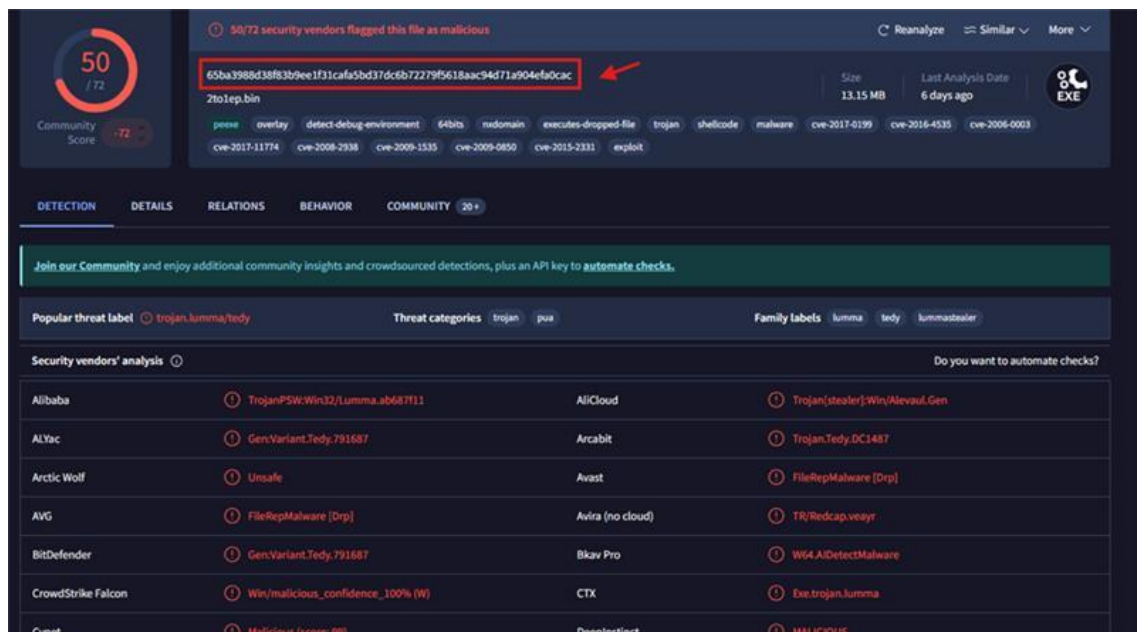 50
/ 72
Community
Score
-72
50/72 security vendors flagged this file as malicious
Reanalyze
Similar
More
65ba3988d38f83b9ee1f31cafa5bd37dc6b72279f5618aac94d71a904efa0cac
2to1ep.bin
Size
13.15 MB
Last Analysis Date
6 days ago
EXE
peexe overlay detect-debug-environment 64bits nxdomain executes-dropped-file trojan shellcode malware cve-2017-0199 cve-2016-4535 cve-2006-0003
cve-2017-11774 cve-2008-2938 cve-2009-1535 cve-2009-0850 cve-2015-2331 exploit
DETECTION DETAILS RELATIONS BEHAVIOR COMMUNITY 20+
Join our Community and enjoy additional community insights and crowdsourced detections, plus an API key to automate checks.
Popular threat label trojan.lumma/tedy Threat categories trojan pua Family labels lumma tedy lummastealer
Security vendors' analysis Do you want to automate checks?
Alibaba TrojanPSW:Win32/Lumma.ab687f11 AliCloud Trojan[stealer]:Win/Alevaul.Gen
ALYac Gen:Variant.Tedy.791687 Arcabit Trojan.Tedy.DC1487
Arctic Wolf Unsafe Avast FileRepMalware [Drp]
AVG FileRepMalware [Drp] Avira (no cloud) TR/Redcap.veayr
BitDefender Gen:Variant.Tedy.791687 Bkav Pro W64.AIDetectMalware
CrowdStrike Falcon Win/malicious_confidence_100% (W) CTX Exe.trojan.lumma